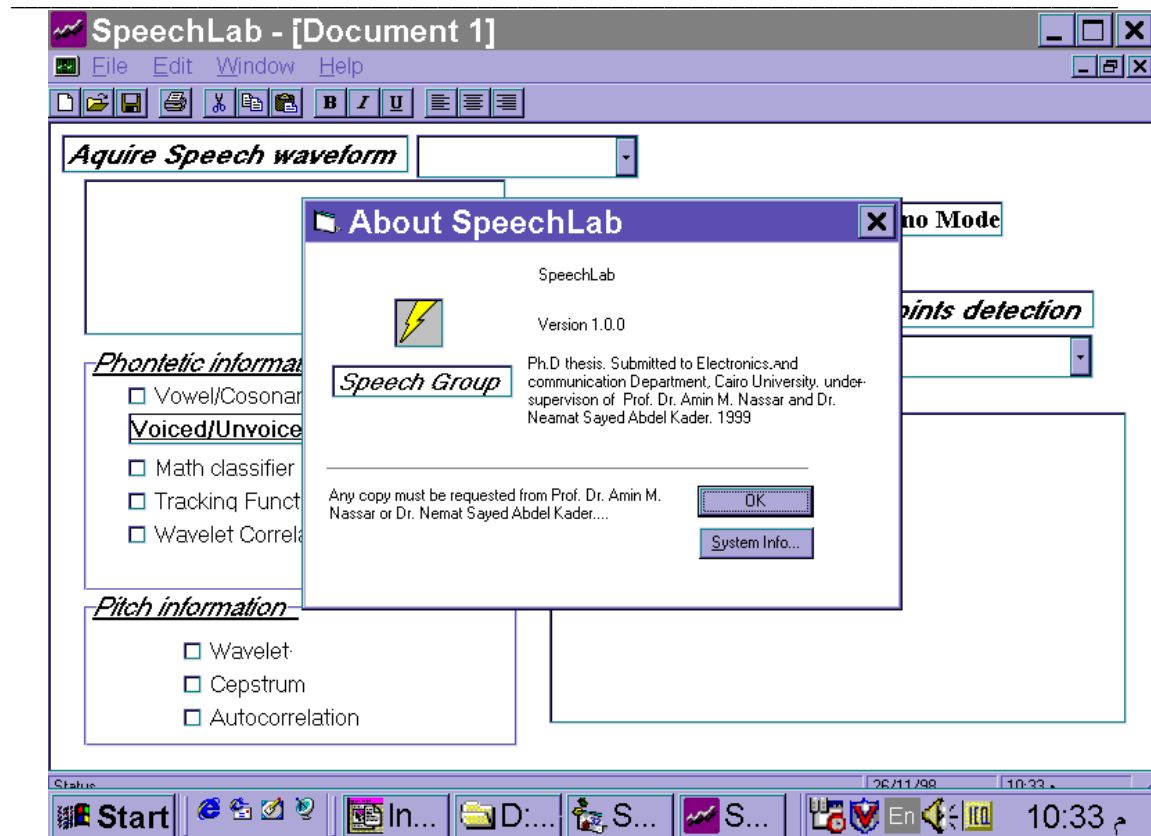 SpeechLab - [Document 1]
File Edit Window Help
B I U
Aquire Speech waveform
no Mode
About SpeechLab
SpeechLab
Version 1.0.0
oints detection
Speech Group
Ph.D thesis. Submitted to Electronics and
communication Department, Cairo University. under
supervision of Prof. Dr. Amin M. Nassar and Dr.
Neamat Sayed Abdel Kader. 1999
Phontetic informat
Vowel/Cosonar
Voiced/Unvoice
Math classifier
Tracking Funct
Wavelet Correla
Any copy must be requested from Prof. Dr. Amin M.
Nassar or Dr. Nemat Sayed Abdel Kader....
OK
System Info...
Pitch information
Wavelet
Cepstrum
Autocorrelation
Status 26/11/98 10:33 م
Start In... D:... S... S... En 10:33 م